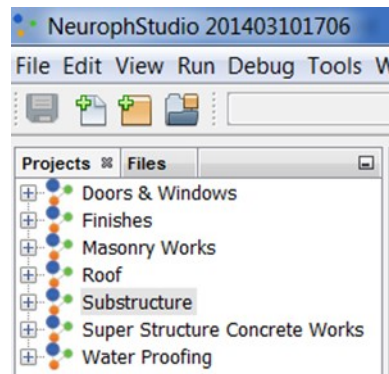 NeurophStudio 201403101706
File Edit View Run Debug Tools
Projects Files
Doors & Windows
Finishes
Masonry Works
Roof
Substructure
Super Structure Concrete Works
Water Proofing